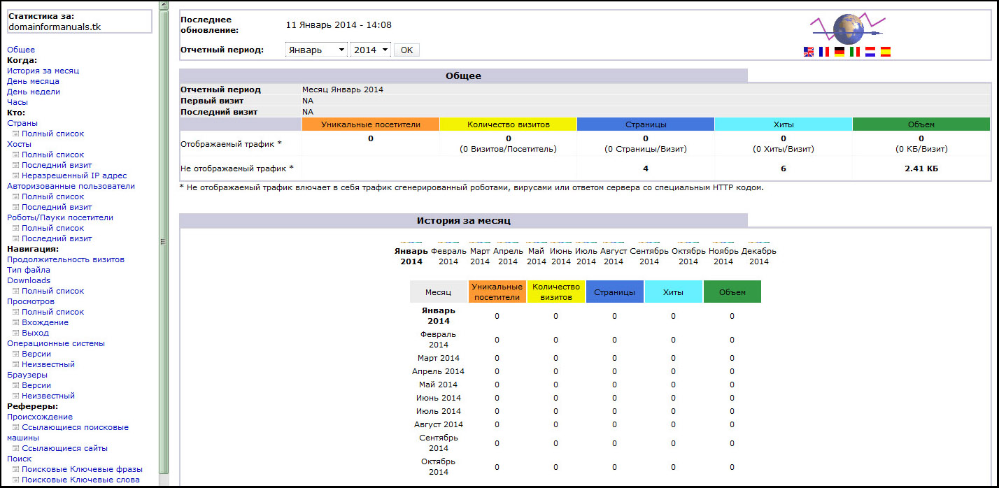 Статистика за:
domainformanuals.tk
Общее
Когда:
История за месяц
День месяца
День недели
Часы
Кто:
Страны
Полный список
Хосты
Полный список
Последний визит
Неразрешенный IP адрес
Авторизованные пользователи
Полный список
Последний визит
Роботы/Пауки посетители
Полный список
Последний визит
Навигация:
Продолжительность визитов
Тип файла
Downloads
Полный список
Просмотров
Полный список
Вхождение
Выход
Операционные системы
Версии
Неизвестный
Браузеры
Версии
Неизвестный
Рефереры:
Происхождение
Ссылающиеся поисковые
машины
Ссылающиеся сайты
Поиск
Поисковые Ключевые фразы
Поисковые Ключевые слова
Последнее
обновление:
11 Январь 2014 - 14:08
Отчетный период:
Январь 2014 OK
Общее
Отчетный период Месяц Январь 2014
Первый визит NA
Последний визит NA
Уникальные посетители Количество визитов Страницы Хиты Объем
Отображаемый трафик * 0 0 0 0 0
(0 Визитов/Посетитель) (0 Страницы/Визит) (0 Хиты/Визит) (0 КБ/Визит)
Не отображаемый трафик * 4 6 2.41 КБ
* Не отображаемый трафик влючает в себя трафик сгенерированный роботами, вирусами или ответом сервера со специальным HTTP кодом.
История за месяц
Январь Февраль Март Апрель Май Июнь Июль Август Сентябрь Октябрь Ноябрь Декабрь
2014 2014 2014 2014 2014 2014 2014 2014 2014 2014 2014 2014
Месяц Уникальные посетители Количество визитов Страницы Хиты Объем
Январь
2014 0 0 0 0 0
Февраль
2014 0 0 0 0 0
Март 2014 0 0 0 0 0
Апрель 2014 0 0 0 0 0
Май 2014 0 0 0 0 0
Июнь 2014 0 0 0 0 0
Июль 2014 0 0 0 0 0
Август 2014 0 0 0 0 0
Сентябрь
2014 0 0 0 0 0
Октябрь
2014 0 0 0 0 0